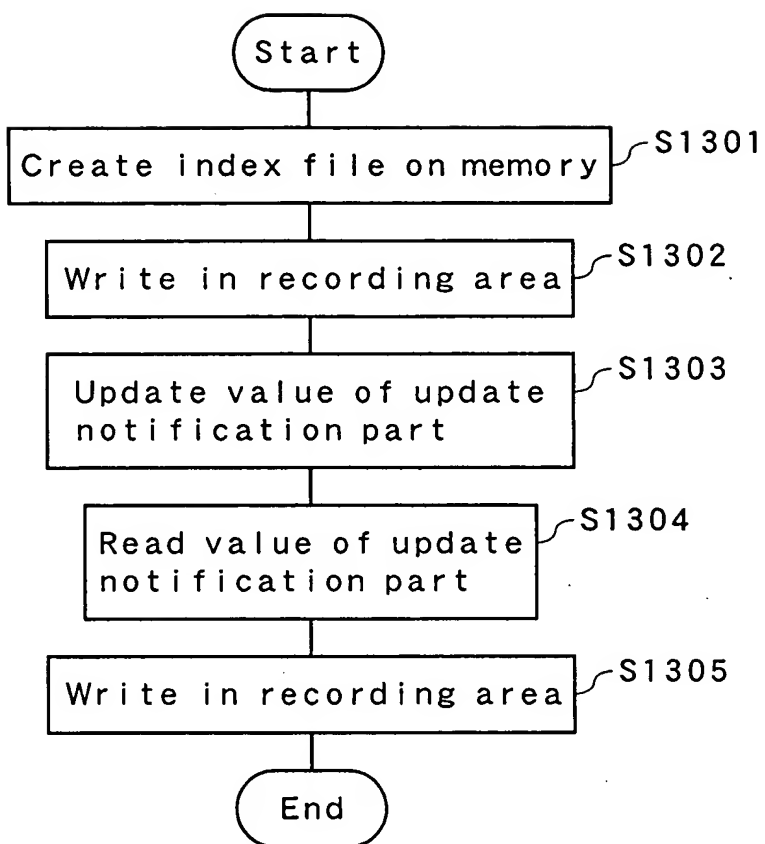 Start
Create index file on memory
S1301
Write in recording area
S1302
Update value of update
notification part
S1303
Read value of update
notification part
S1304
Write in recording area
S1305
End